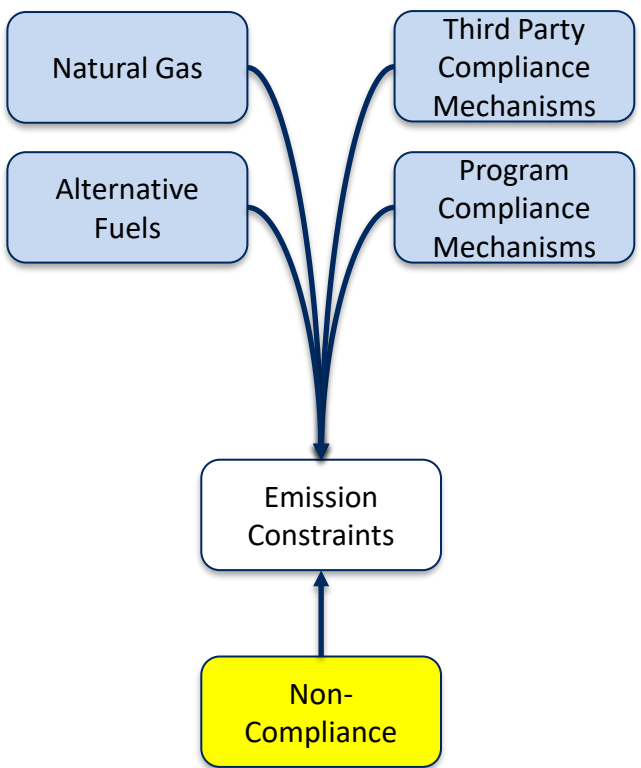 Natural Gas
Third Party
Compliance
Mechanisms
Alternative
Fuels
Program
Compliance
Mechanisms
Emission
Constraints
Non-
Compliance